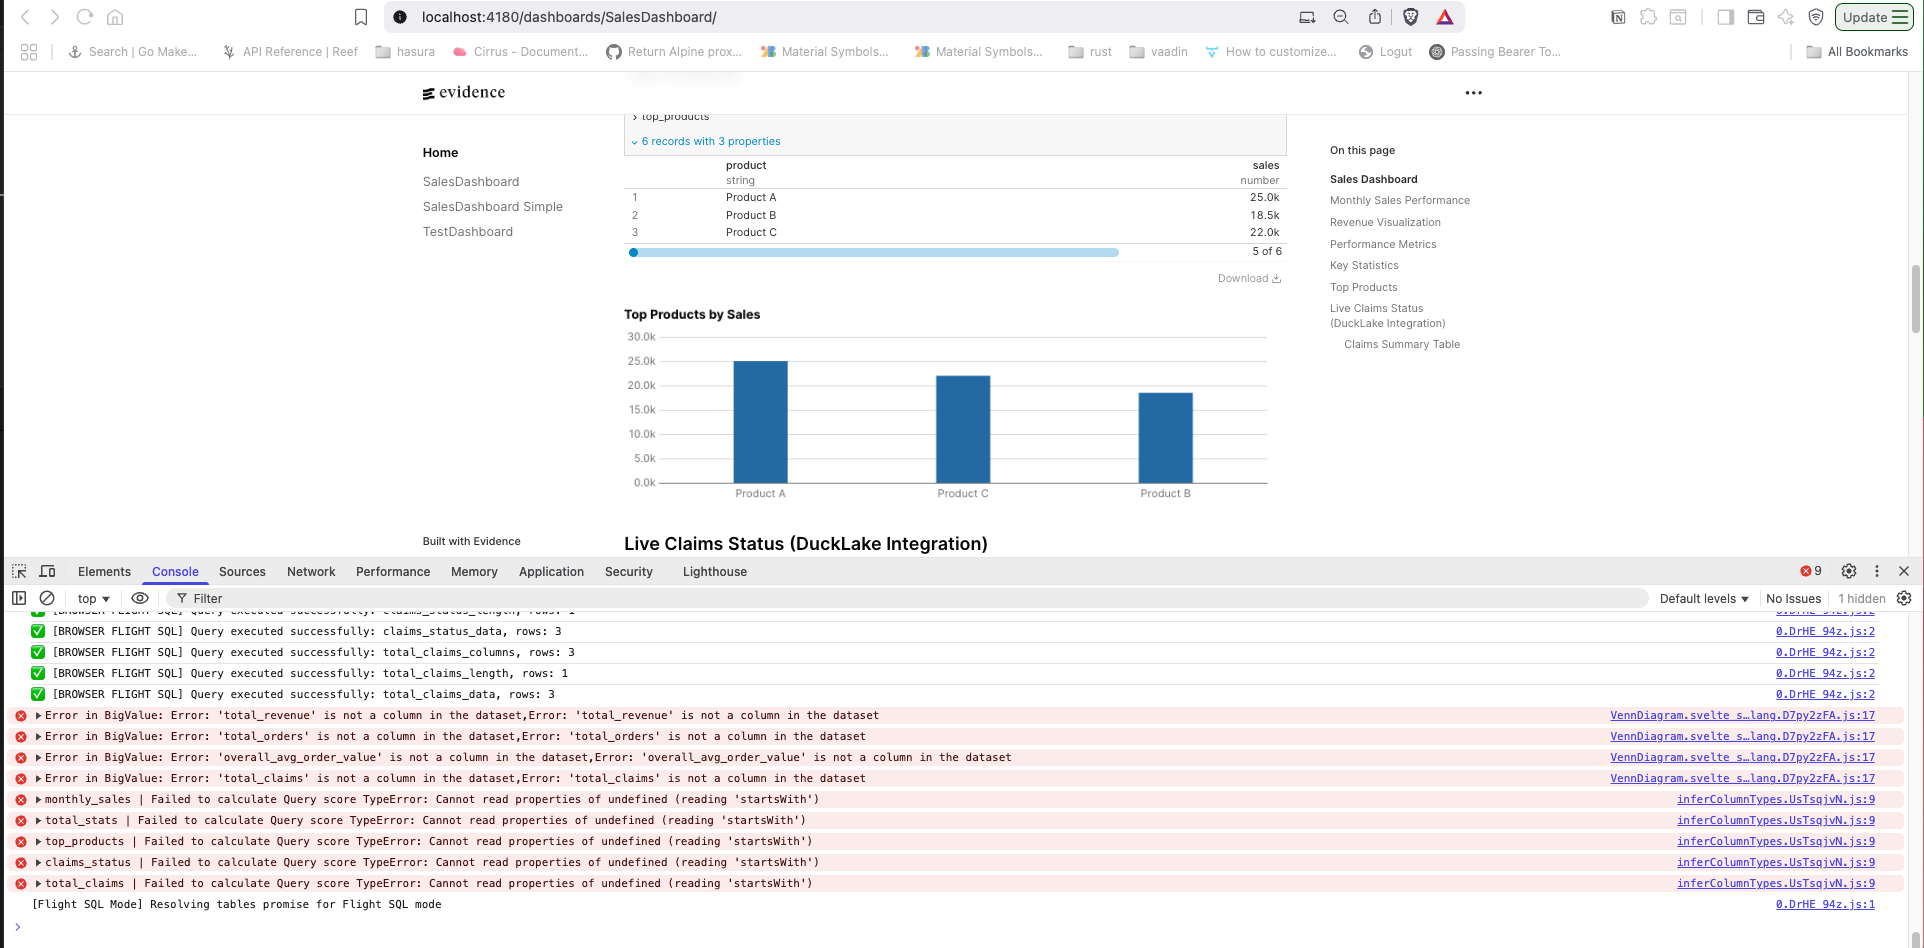 localhost:4180/dashboards/SalesDashboard/
Update
Search | Go Make...
API Reference | Reef
hasura
Cirrus - Document...
Return Alpine prox...
Material Symbols...
Material Symbols...
rust
vaadin
How to customize...
Logut
Passing Bearer To...
All Bookmarks
evidence
Home
SalesDashboard
SalesDashboard Simple
TestDashboard
Built with Evidence
top_products
6 records with 3 properties
product sales
string number
1 Product A 25.0k
2 Product B 18.5k
3 Product C 22.0k
5 of 6
Download
Top Products by Sales
30.0k
25.0k
20.0k
15.0k
10.0k
5.0k
0.0k
Product A Product C Product B
Live Claims Status (DuckLake Integration)
On this page
Sales Dashboard
Monthly Sales Performance
Revenue Visualization
Performance Metrics
Key Statistics
Top Products
Live Claims Status
(DuckLake Integration)
Claims Summary Table
Elements Console Sources Network Performance Memory Application Security Lighthouse 9
top Filter Default levels No Issues 1 hidden
[BROWSER FLIGHT SQL] Query executed successfully: claims_status_length, rows: 1 0.DrHE_94z.js:2
[BROWSER FLIGHT SQL] Query executed successfully: claims_status_data, rows: 3 0.DrHE_94z.js:2
[BROWSER FLIGHT SQL] Query executed successfully: total_claims_columns, rows: 3 0.DrHE_94z.js:2
[BROWSER FLIGHT SQL] Query executed successfully: total_claims_length, rows: 1 0.DrHE_94z.js:2
[BROWSER FLIGHT SQL] Query executed successfully: total_claims_data, rows: 3 0.DrHE_94z.js:2
Error in BigValue: Error: 'total_revenue' is not a column in the dataset,Error: 'total_revenue' is not a column in the dataset VennDiagram.svelte_s…lang.D7py2zFA.js:17
Error in BigValue: Error: 'total_orders' is not a column in the dataset,Error: 'total_orders' is not a column in the dataset VennDiagram.svelte_s…lang.D7py2zFA.js:17
Error in BigValue: Error: 'overall_avg_order_value' is not a column in the dataset,Error: 'overall_avg_order_value' is not a column in the dataset VennDiagram.svelte_s…lang.D7py2zFA.js:17
Error in BigValue: Error: 'total_claims' is not a column in the dataset,Error: 'total_claims' is not a column in the dataset VennDiagram.svelte_s…lang.D7py2zFA.js:17
monthly_sales | Failed to calculate Query score TypeError: Cannot read properties of undefined (reading 'startsWith') inferColumnTypes.UsTsqjvN.js:9
total_stats | Failed to calculate Query score TypeError: Cannot read properties of undefined (reading 'startsWith') inferColumnTypes.UsTsqjvN.js:9
top_products | Failed to calculate Query score TypeError: Cannot read properties of undefined (reading 'startsWith') inferColumnTypes.UsTsqjvN.js:9
claims_status | Failed to calculate Query score TypeError: Cannot read properties of undefined (reading 'startsWith') inferColumnTypes.UsTsqjvN.js:9
total_claims | Failed to calculate Query score TypeError: Cannot read properties of undefined (reading 'startsWith') inferColumnTypes.UsTsqjvN.js:9
[Flight SQL Mode] Resolving tables promise for Flight SQL mode 0.DrHE_94z.js:1